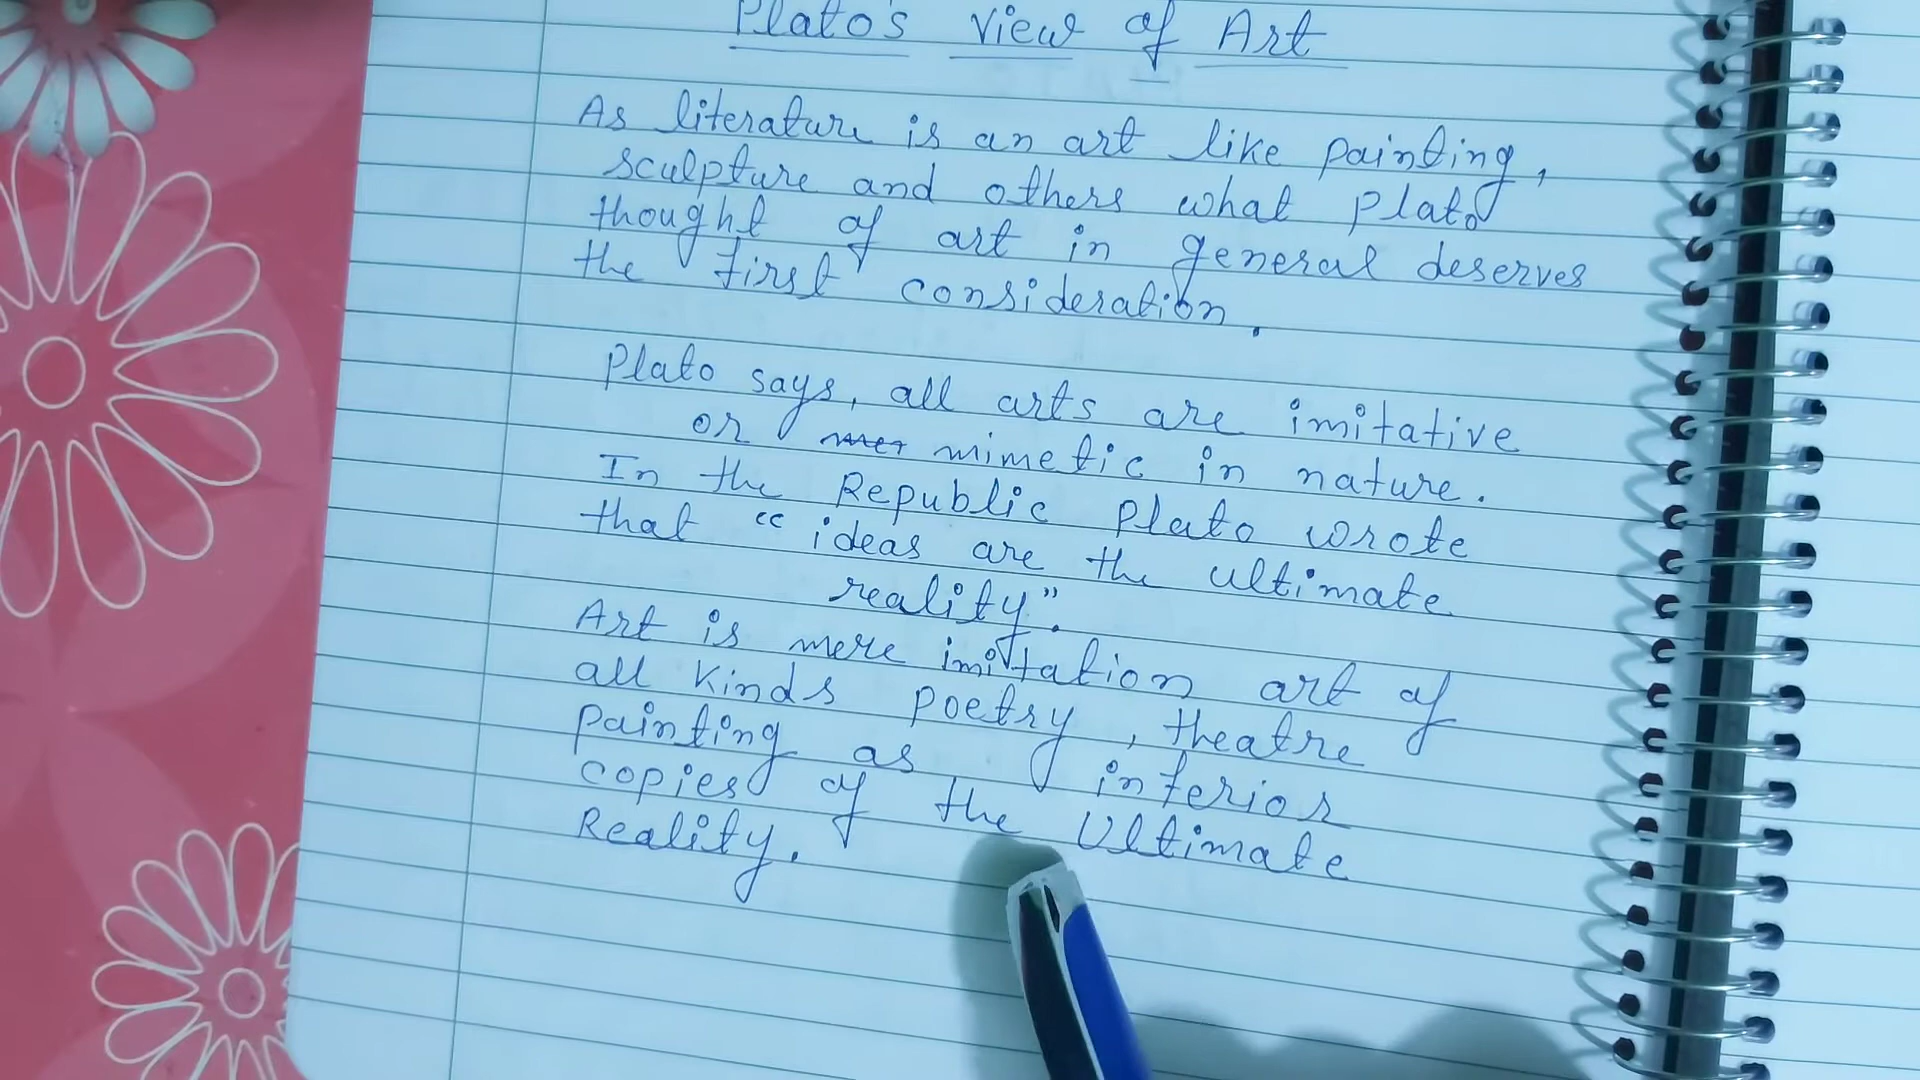 Plato's view of Art
As literature is an art like painting,
sculpture and others what Plato
thought of art in general deserves
the first consideration.
Plato says, all arts are imitative
or mimetic in nature.
In the Republic Plato wrote
that “ideas are the ultimate
reality”.
Art is mere imitation art of
all kinds poetry, theatre
painting as inferior
copies of the Ultimate
Reality.